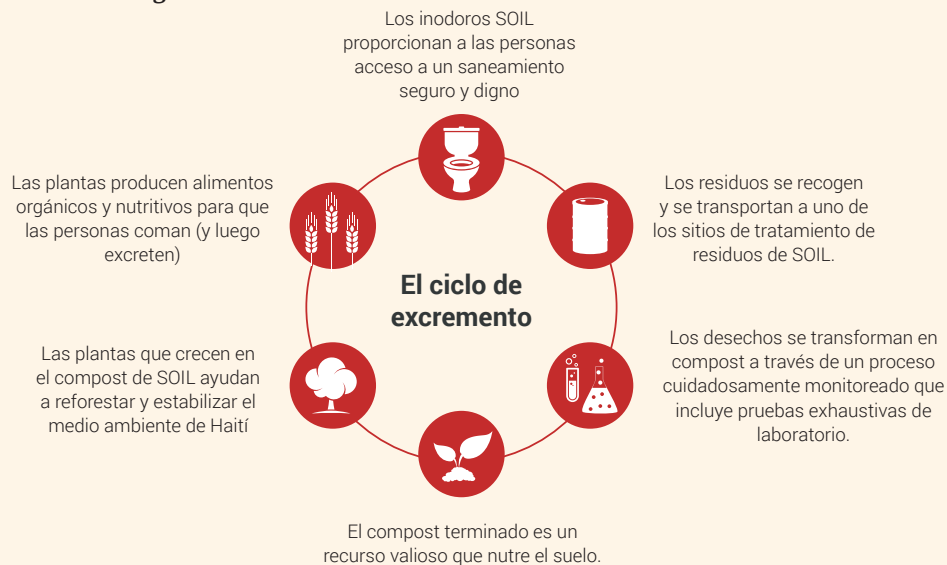 Los inodoros SOIL
proporcionan a las personas
acceso a un saneamiento
seguro y digno
Los residuos se recogen
y se transportan a uno de
los sitios de tratamiento de
residuos de SOIL.
Los desechos se transforman en
compost a través de un proceso
cuidadosamente monitoreado que
incluye pruebas exhaustivas de
laboratorio.
El compost terminado es un
recurso valioso que nutre el suelo.
Las plantas que crecen en
el compost de SOIL ayudan
a reforestar y estabilizar el
medio ambiente de Haití
Las plantas producen alimentos
orgánicos y nutritivos para que
las personas coman (y luego
excreten)
El ciclo de
excremento